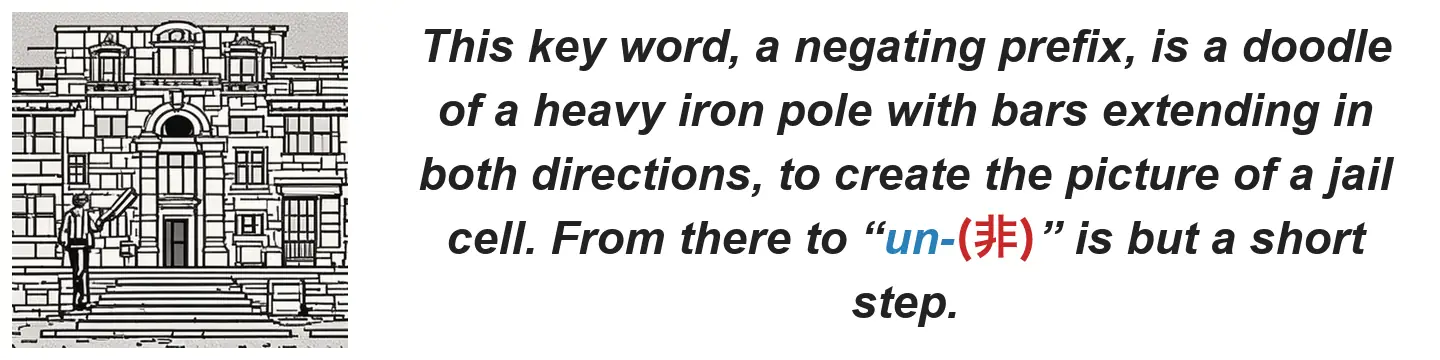 This key word, a negating prefix, is a doodle
of a heavy iron pole with bars extending in
both directions, to create the picture of a jail
cell. From there to “un-(非)” is but a short
step.